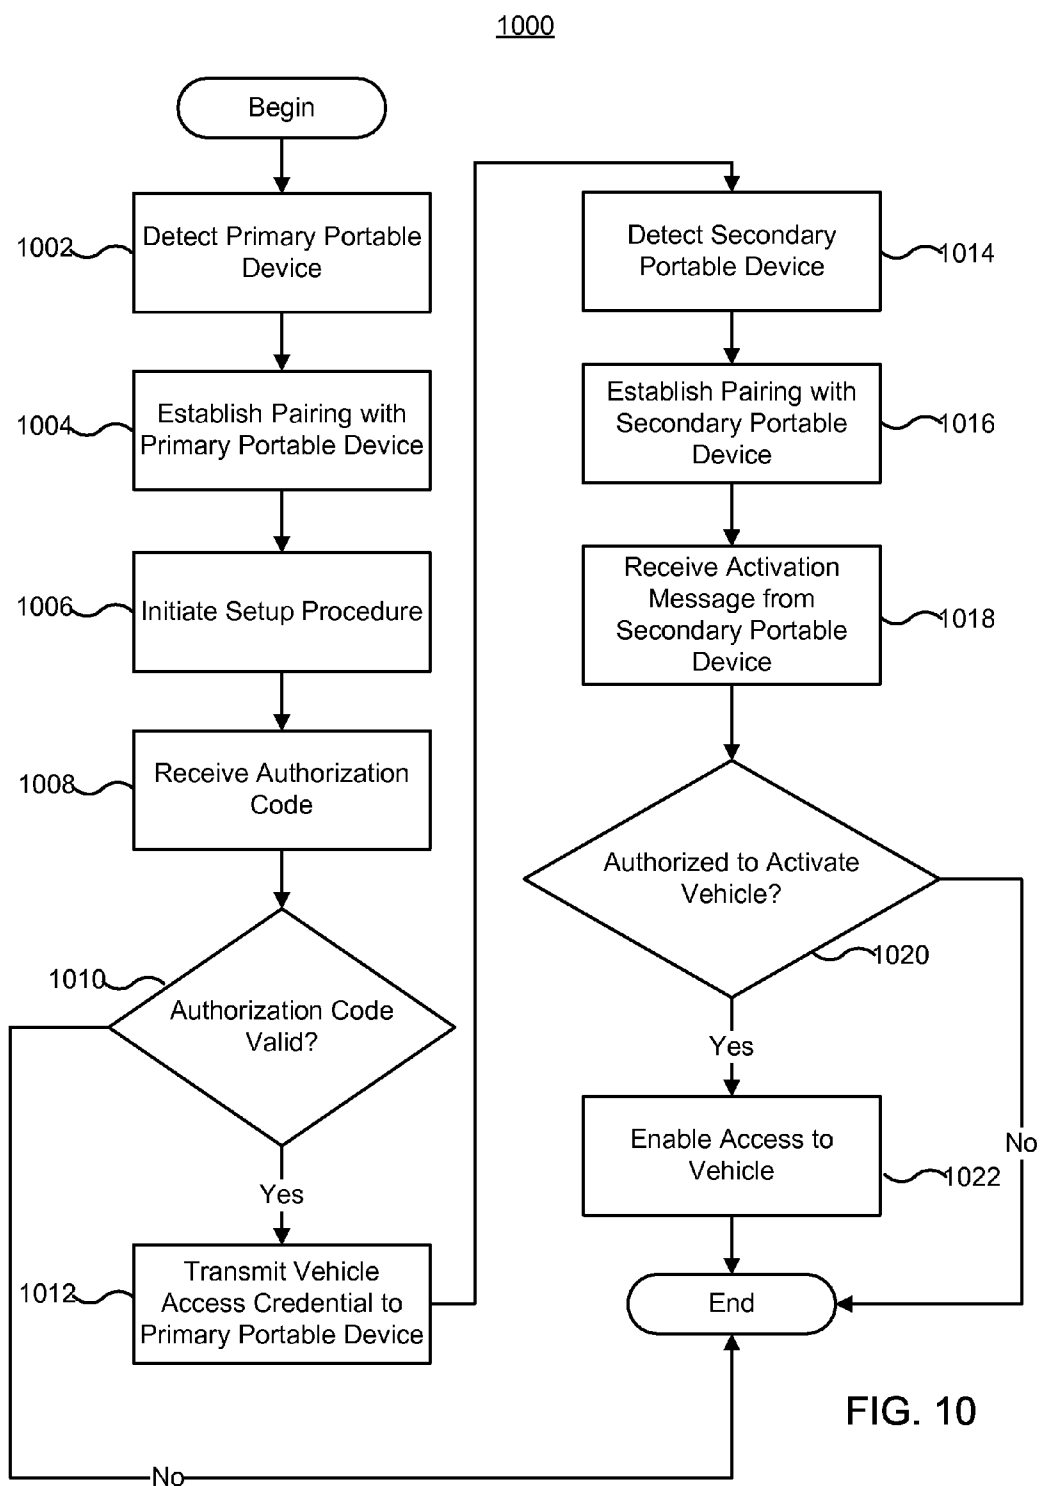 1000
Begin
1002
Detect Primary Portable
Device
1004
Establish Pairing with
Primary Portable Device
1006
Initiate Setup Procedure
1008
Receive Authorization
Code
1010
Authorization Code
Valid?
Yes
No
1012
Transmit Vehicle
Access Credential to
Primary Portable Device
Detect Secondary
Portable Device
1014
Establish Pairing with
Secondary Portable
Device
1016
Receive Activation
Message from
Secondary Portable
Device
1018
Authorized to Activate
Vehicle?
1020
Yes
No
Enable Access to
Vehicle
1022
End
FIG. 10